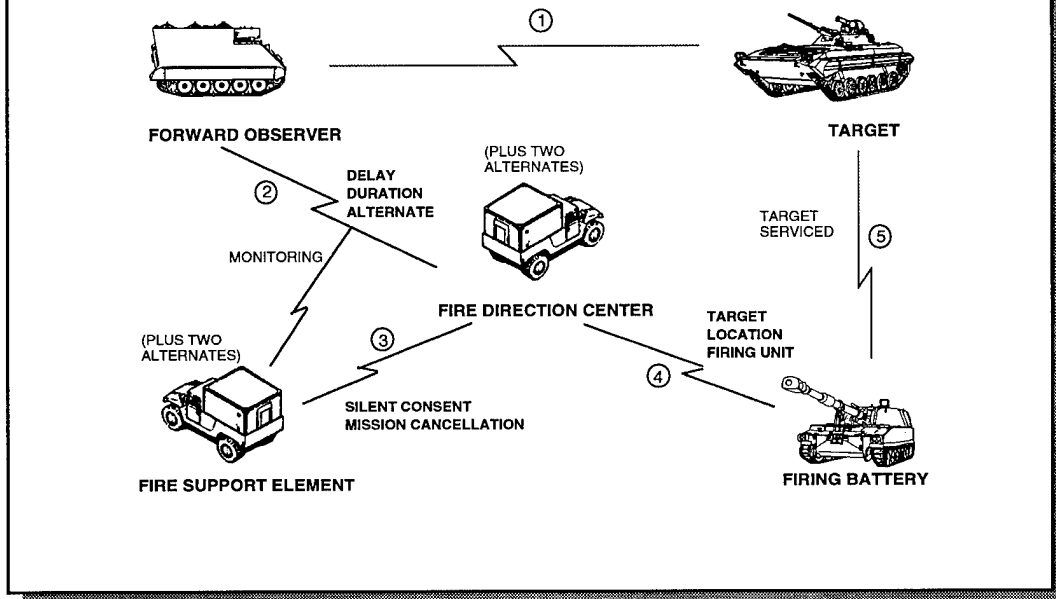 ①
FORWARD OBSERVER
TARGET
(PLUS TWO
ALTERNATES)
②
DELAY
DURATION
ALTERNATE
MONITORING
TARGET
SERVICED
⑤
FIRE DIRECTION CENTER
(PLUS TWO
ALTERNATES)
③
TARGET
LOCATION
FIRING UNIT
④
SILENT CONSENT
MISSION CANCELLATION
FIRE SUPPORT ELEMENT
FIRING BATTERY